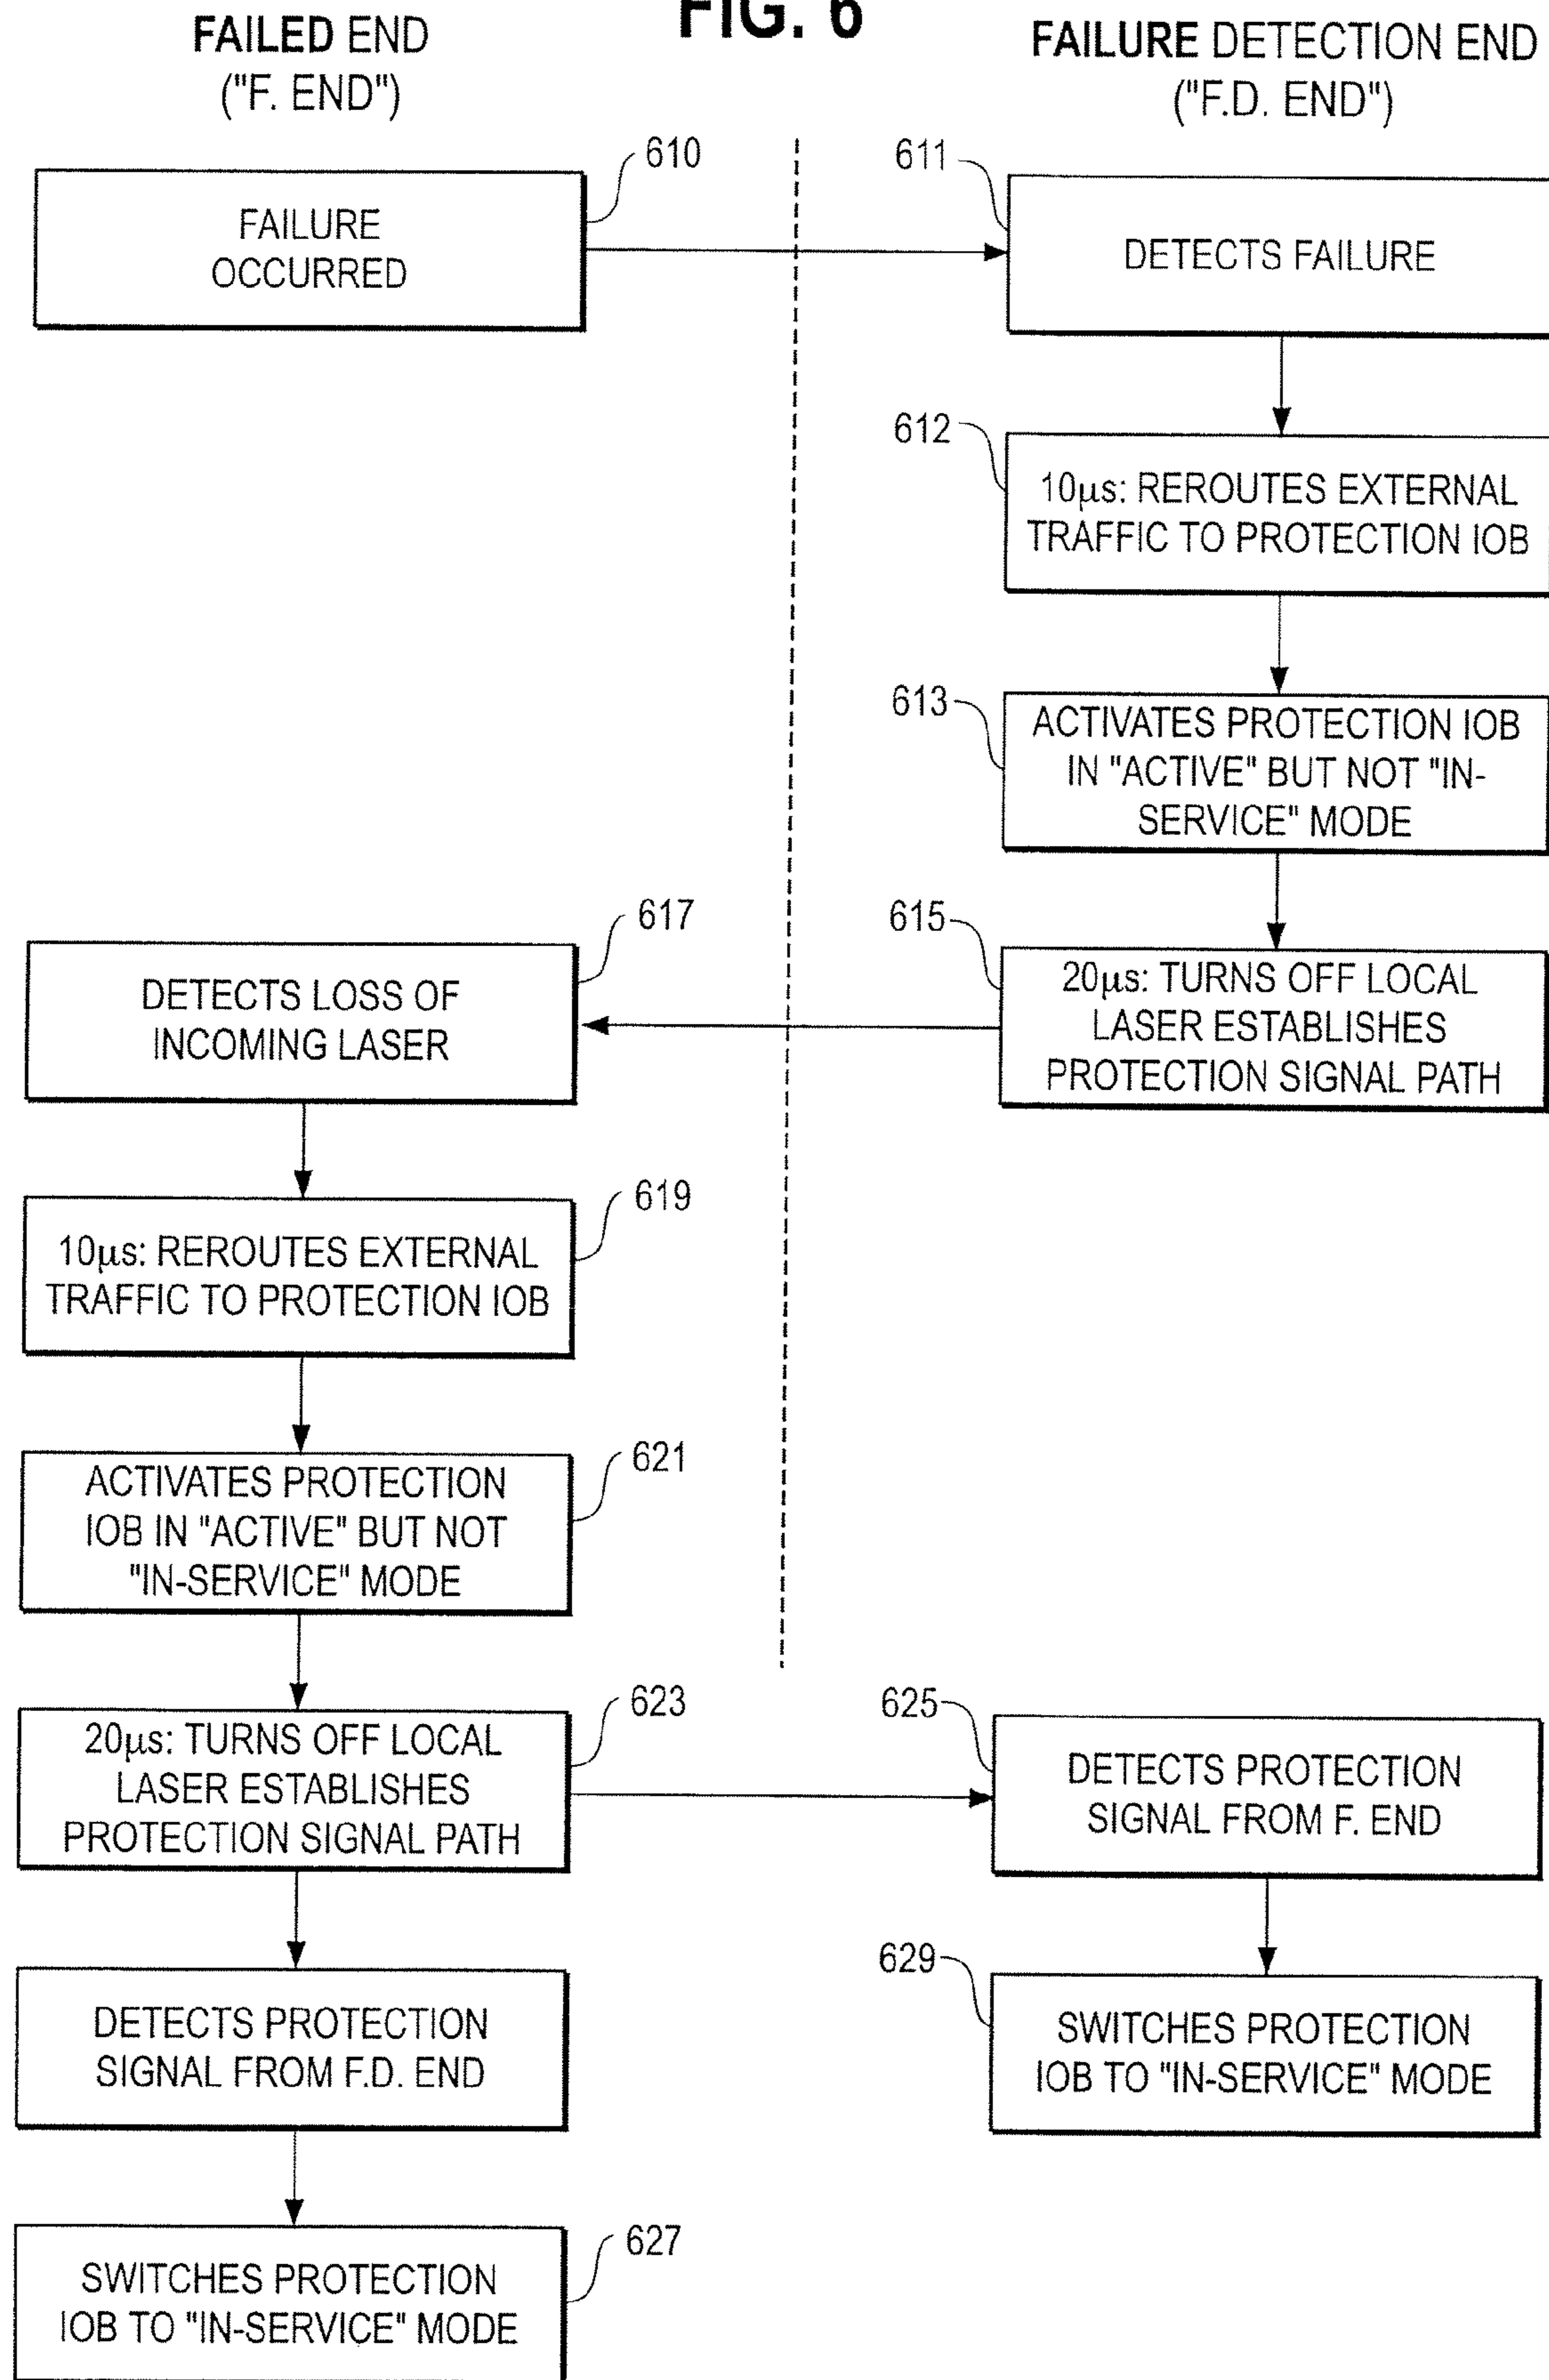 FIG. 6
FAILED END
("F. END")
FAILURE DETECTION END
("F.D. END")
610
FAILURE
OCCURRED
611
DETECTS FAILURE
612
10µs: REROUTES EXTERNAL
TRAFFIC TO PROTECTION IOB
613
ACTIVATES PROTECTION IOB
IN "ACTIVE" BUT NOT "IN-
SERVICE" MODE
615
20µs: TURNS OFF LOCAL
LASER ESTABLISHES
PROTECTION SIGNAL PATH
617
DETECTS LOSS OF
INCOMING LASER
619
10µs: REROUTES EXTERNAL
TRAFFIC TO PROTECTION IOB
621
ACTIVATES PROTECTION
IOB IN "ACTIVE" BUT NOT
"IN-SERVICE" MODE
623
20µs: TURNS OFF LOCAL
LASER ESTABLISHES
PROTECTION SIGNAL PATH
625
DETECTS PROTECTION
SIGNAL FROM F. END
DETECTS PROTECTION
SIGNAL FROM F.D. END
629
SWITCHES PROTECTION
IOB TO "IN-SERVICE" MODE
627
SWITCHES PROTECTION
IOB TO "IN-SERVICE" MODE